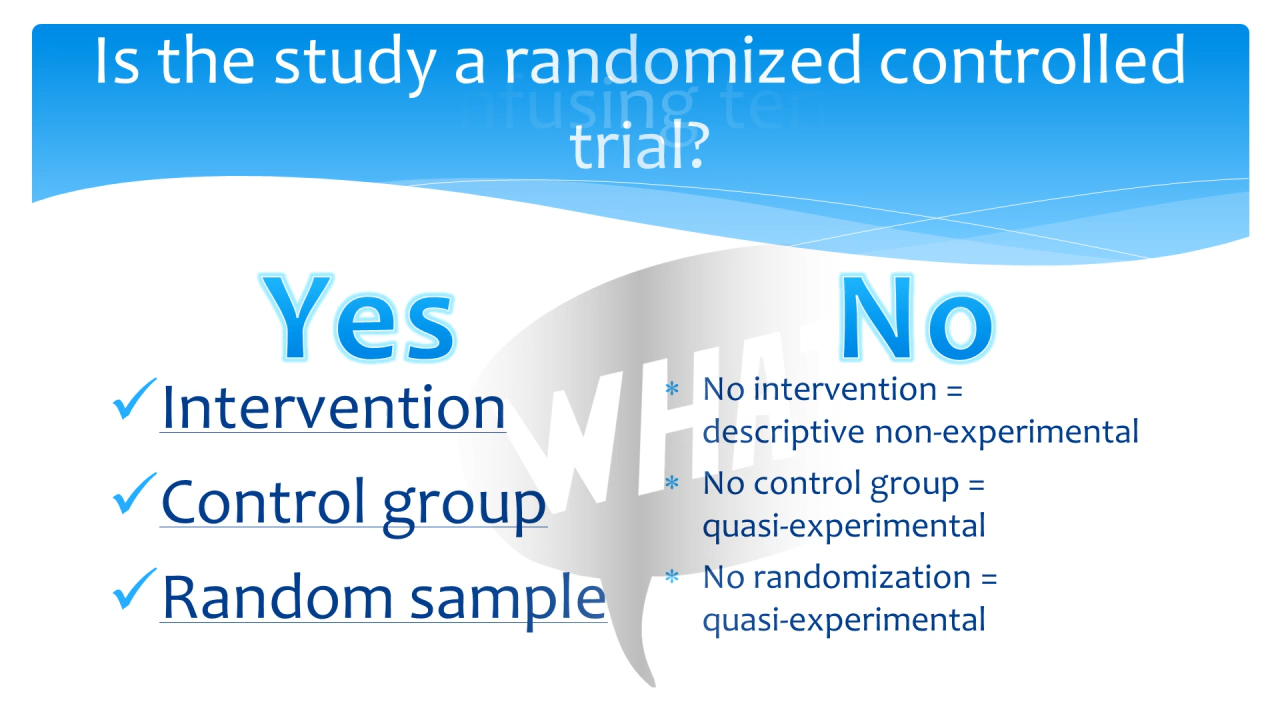 Is the study a randomized controlled
trial?
Yes
✓Intervention
✓Control group
✓Random sample
No
* No intervention =
descriptive non-experimental
* No control group =
quasi-experimental
* No randomization =
quasi-experimental
WHAT